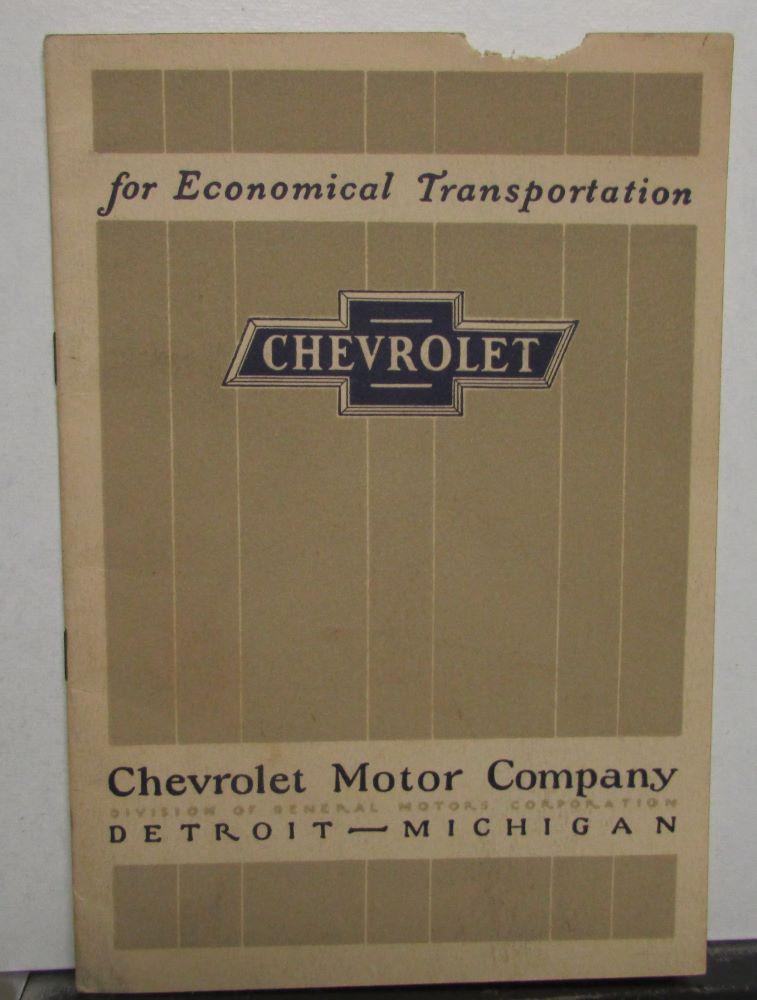 for Economical Transportation
CHEVROLET
Chevrolet Motor Company
DIVISION OF GENERAL MOTORS CORPORATION
DETROIT—MICHIGAN